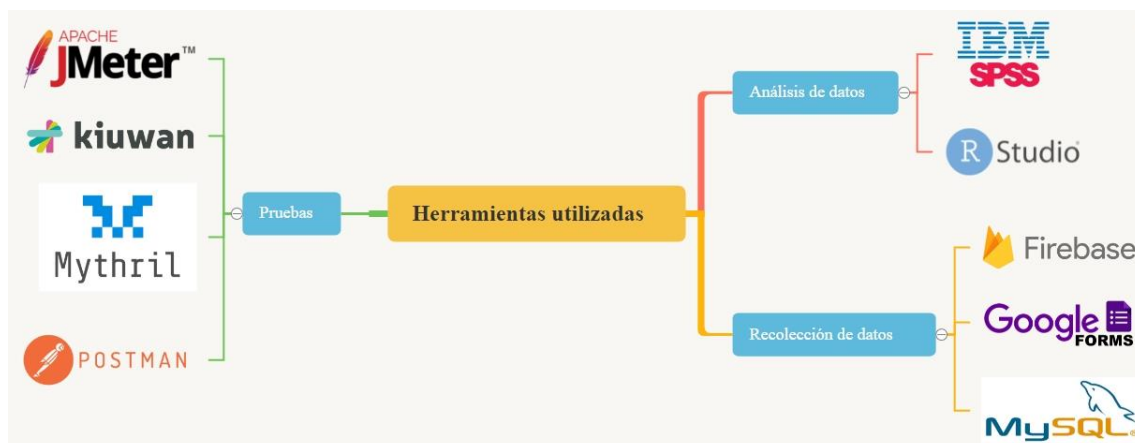 APACHE
JMeter™
kiuwan
Mythril
POSTMAN
Pruebas
Herramientas utilizadas
Análisis de datos
IBM
SPSS
R Studio
Recolección de datos
Firebase
Google
FORMS
MySQL